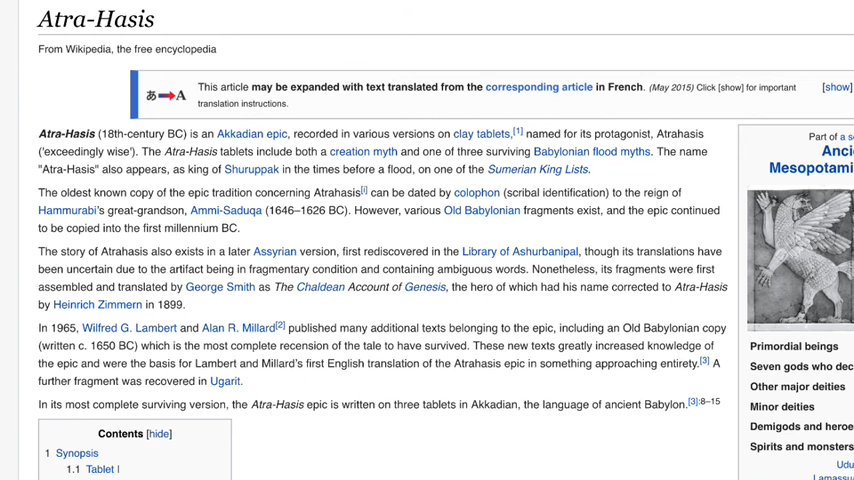 Atra-Hasis
From Wikipedia, the free encyclopedia
あ A This article may be expanded with text translated from the corresponding article in French. (May 2015) Click [show] for important [show]
translation instructions.
Atra-Hasis (18th-century BC) is an Akkadian epic, recorded in various versions on clay tablets,[1] named for its protagonist, Atrahasis
('exceedingly wise'). The Atra-Hasis tablets include both a creation myth and one of three surviving Babylonian flood myths. The name
"Atra-Hasis" also appears, as king of Shuruppak in the times before a flood, on one of the Sumerian King Lists.
The oldest known copy of the epic tradition concerning Atrahasis[i] can be dated by colophon (scribal identification) to the reign of
Hammurabi's great-grandson, Ammi-Saduqa (1646–1626 BC). However, various Old Babylonian fragments exist, and the epic continued
to be copied into the first millennium BC.
The story of Atrahasis also exists in a later Assyrian version, first rediscovered in the Library of Ashurbanipal, though its translations have
been uncertain due to the artifact being in fragmentary condition and containing ambiguous words. Nonetheless, its fragments were first
assembled and translated by George Smith as The Chaldean Account of Genesis, the hero of which had his name corrected to Atra-Hasis
by Heinrich Zimmern in 1899.
In 1965, Wilfred G. Lambert and Alan R. Millard[2] published many additional texts belonging to the epic, including an Old Babylonian copy
(written c. 1650 BC) which is the most complete recension of the tale to have survived. These new texts greatly increased knowledge of
the epic and were the basis for Lambert and Millard's first English translation of the Atrahasis epic in something approaching entirety.[3] A
further fragment was recovered in Ugarit.
In its most complete surviving version, the Atra-Hasis epic is written on three tablets in Akkadian, the language of ancient Babylon.[3]:8–15
Contents [hide]
1 Synopsis
1.1 Tablet I
Part of a s
Anci
Mesopotami
Primordial beings
Seven gods who dec
Other major deities
Minor deities
Demigods and heroe
Spirits and monsters
Udu
Lamassu